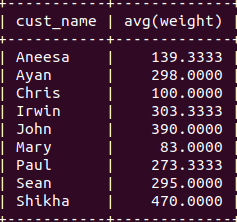 cust_name | avg(weight)
Aneesa | 139.3333
Ayan | 298.0000
Chris | 100.0000
Irwin | 303.3333
John | 390.0000
Mary | 83.0000
Paul | 273.3333
Sean | 295.0000
Shikha | 470.0000